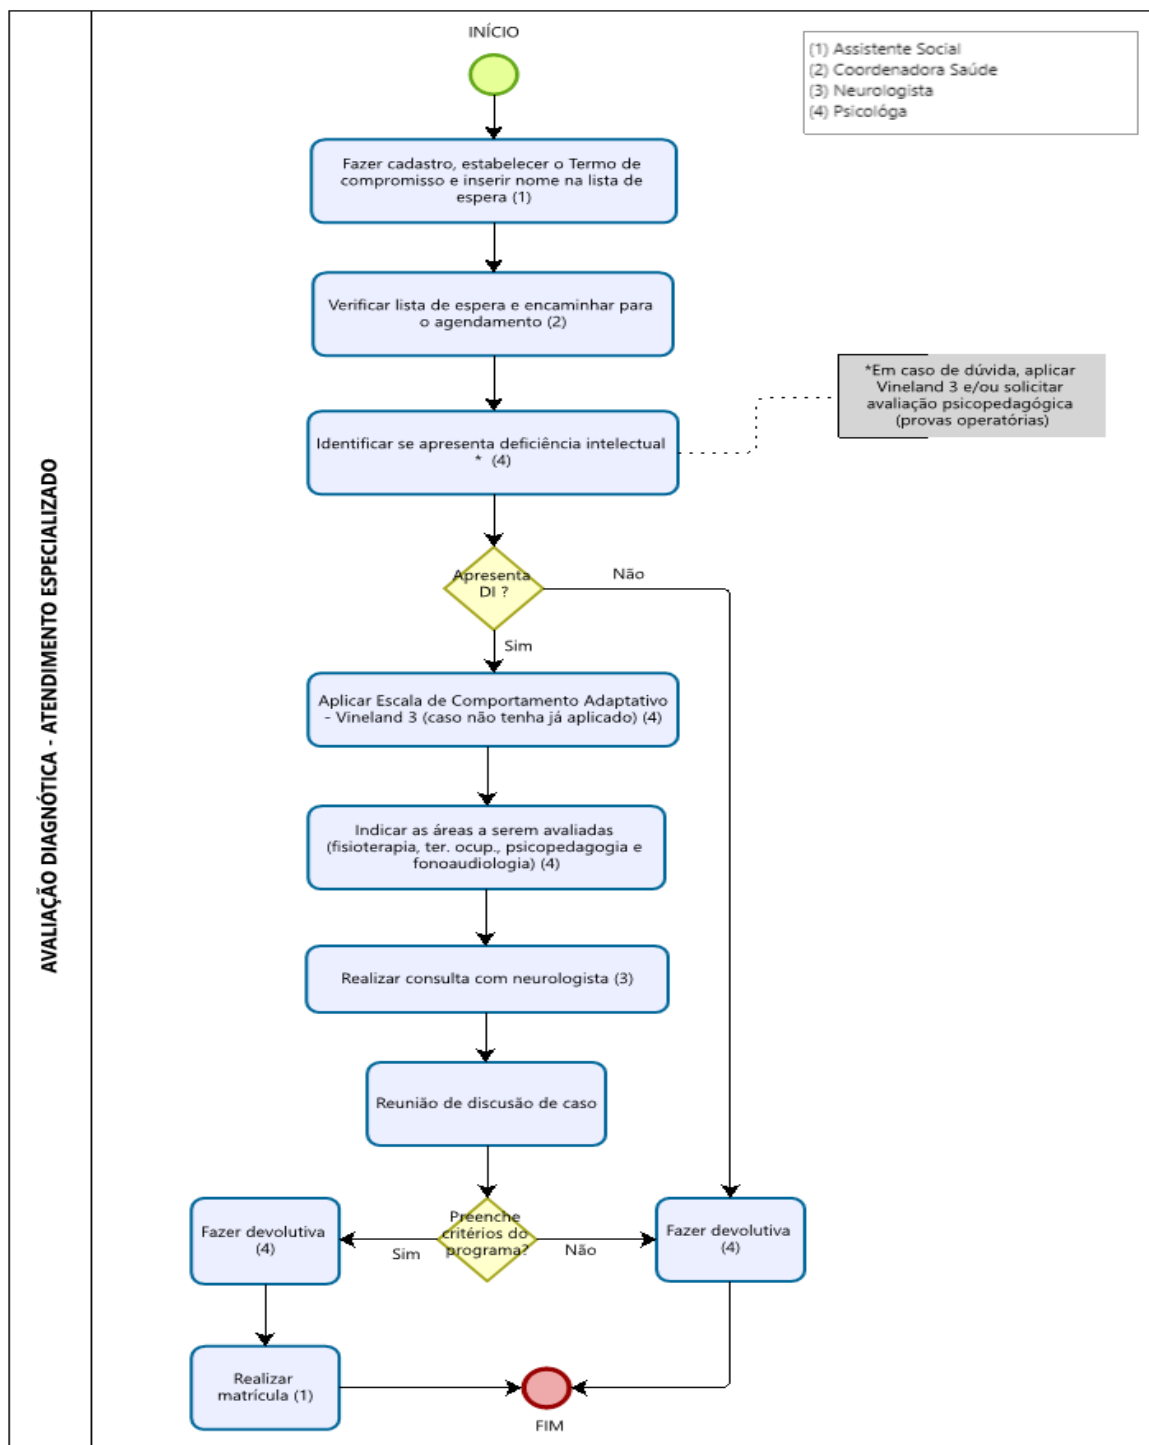 INÍCIO
(1) Assistente Social
(2) Coordenadora Saúde
(3) Neurologista
(4) Psicológa
Fazer cadastro, estabelecer o Termo de
compromisso e inserir nome na lista de
espera (1)
Verificar lista de espera e encaminhar para
o agendamento (2)
*Em caso de dúvida, aplicar
Vineland 3 e/ou solicitar
avaliação psicopedagógica
(provas operatórias)
Identificar se apresenta deficiência intelectual
* (4)
AVALIAÇÃO DIAGNÓTICA - ATENDIMENTO ESPECIALIZADO
Apresenta
DI ?
Não
Sim
Aplicar Escala de Comportamento Adaptativo
- Vineland 3 (caso não tenha já aplicado) (4)
Indicar as áreas a serem avaliadas
(fisioterapia, ter. ocup., psicopedagogia e
fonoaudiologia) (4)
Realizar consulta com neurologista (3)
Reunião de discusão de caso
Preenche
critérios do
programa?
Sim
Não
Fazer devolutiva
(4)
Fazer devolutiva
(4)
Realizar
matrícula (1)
FIM